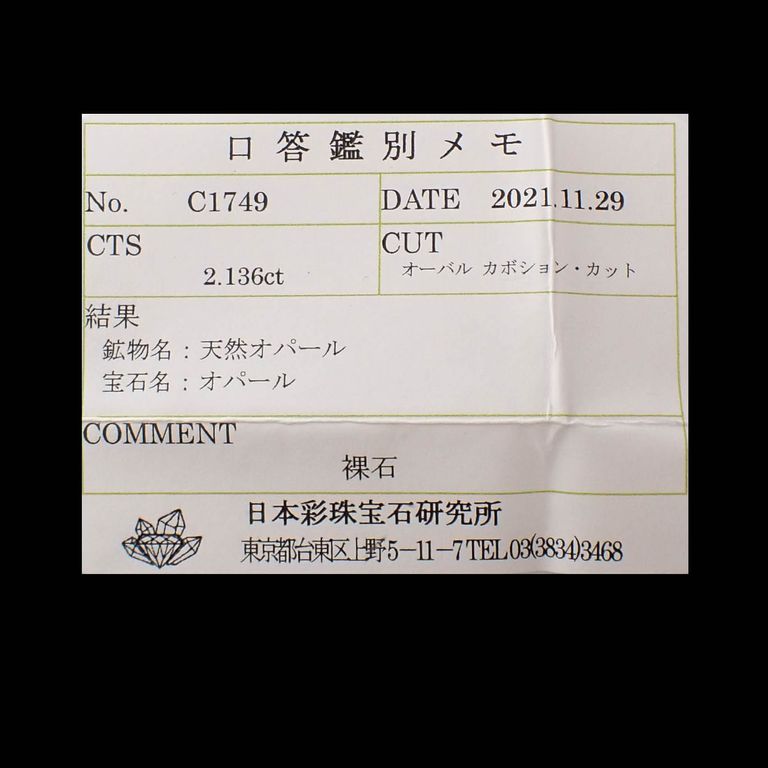 口答鑑別メモ
No. C1749 DATE 2021.11.29
CTS CUT
2.136ct オーバル カボション・カット
結果
鉱物名：天然オパール
宝石名：オパール
COMMENT
裸石
日本彩珠宝石研究所
東京都台東区上野5－11－7 TEL 03(3834)3468